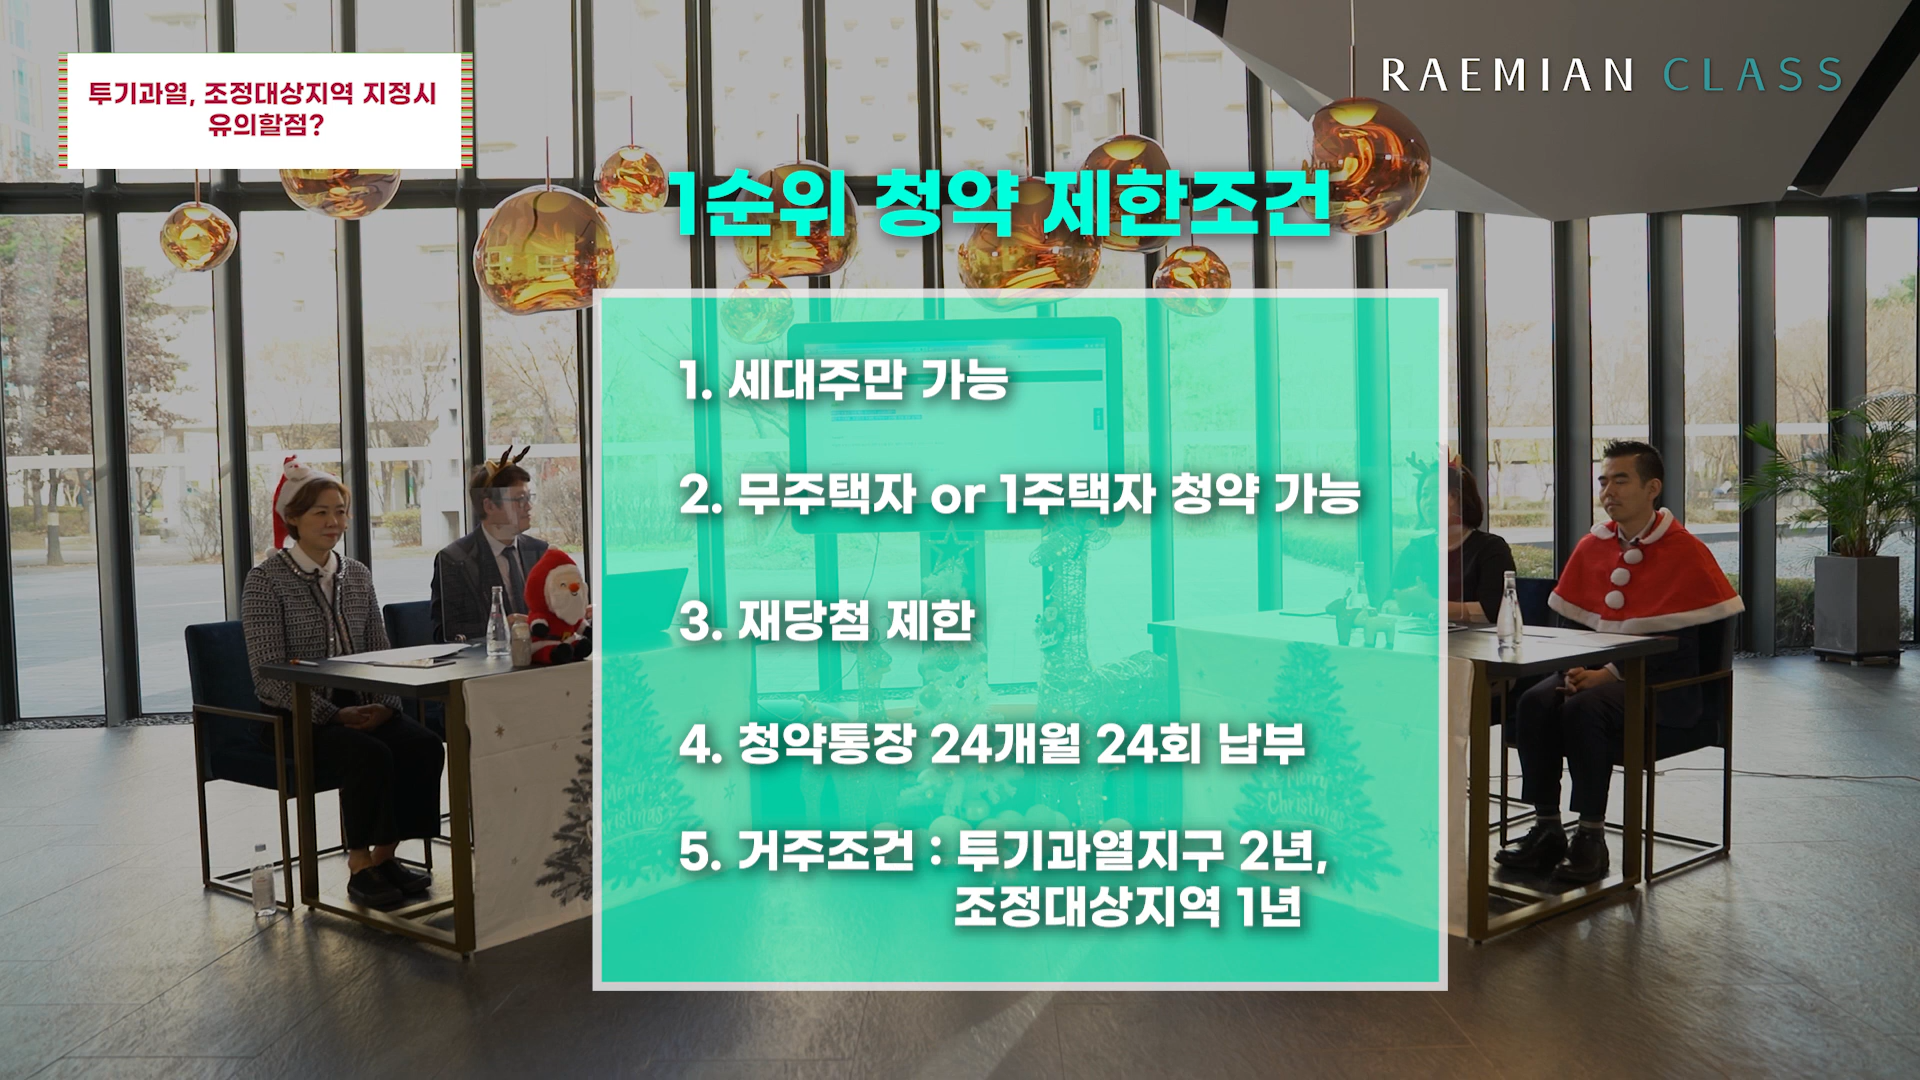 투기과열, 조정대상지역 지정시
유의할점?
RAEMIAN CLASS
1순위 청약 제한조건
1. 세대주만 가능
2. 무주택자 or 1주택자 청약 가능
3. 재당첨 제한
4. 청약통장 24개월 24회 납부
5. 거주조건 : 투기과열지구 2년,
조정대상지역 1년
Merry
Christmas
Merry
Christmas